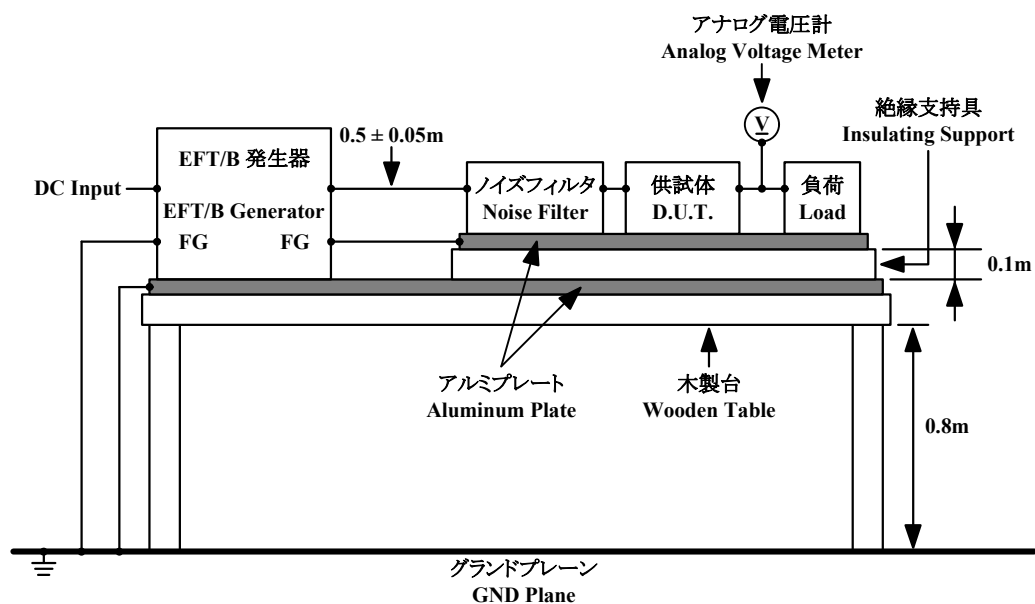 アナログ電圧計
Analog Voltage Meter
絶縁支持具
Insulating Support
0.5 ± 0.05m
V
EFT/B 発生器
EFT/B Generator
DC Input
FG
FG
ノイズフィルタ
Noise Filter
供試体
D.U.T.
負荷
Load
0.1m
アルミプレート
Aluminum Plate
木製台
Wooden Table
0.8m
グランドプレーン
GND Plane